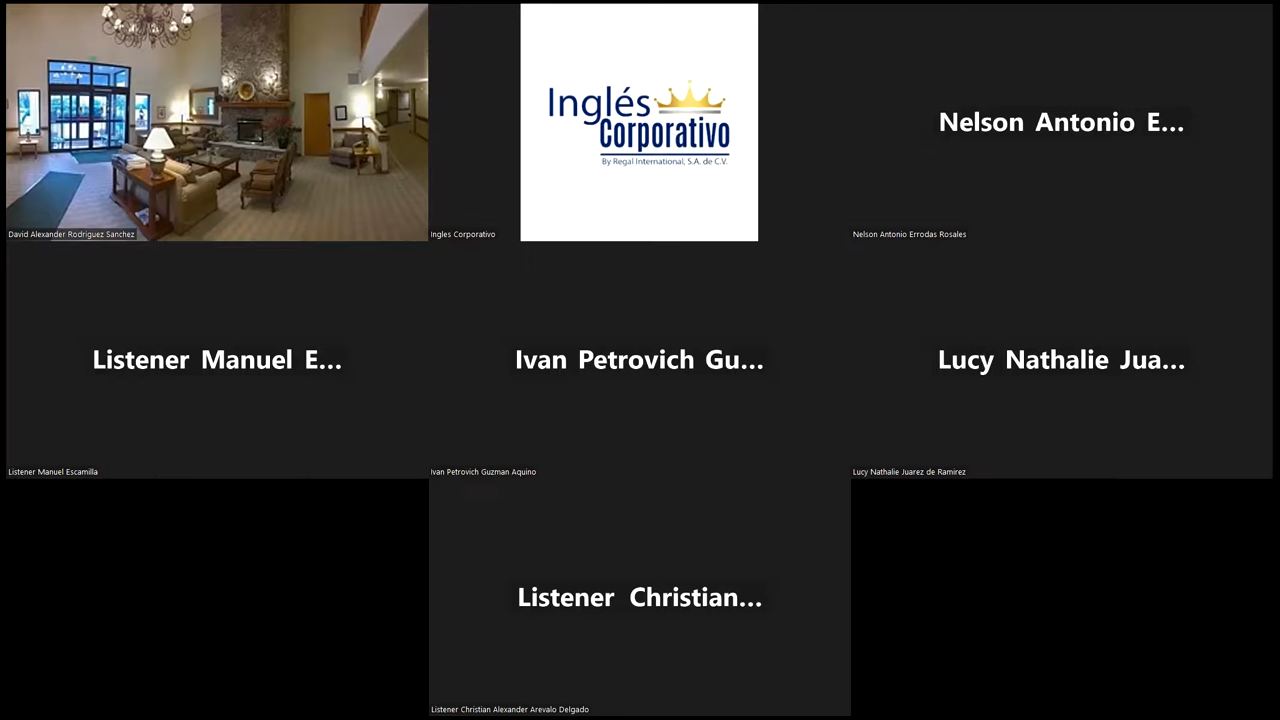 Inglés
Corporativo
By Regal International, S.A. de C.V.
Nelson Antonio E...
David Alexander Rodriguez Sanchez
Ingles Corporativo
Nelson Antonio Errodas Rosales
Listener Manuel E...
Ivan Petrovich Gu...
Lucy Nathalie Jua...
Listener Manuel Escamilla
Ivan Petrovich Guzman Aquino
Lucy Nathalie Juarez de Ramirez
Listener Christian...
Listener Christian Alexander Arevalo Delgado